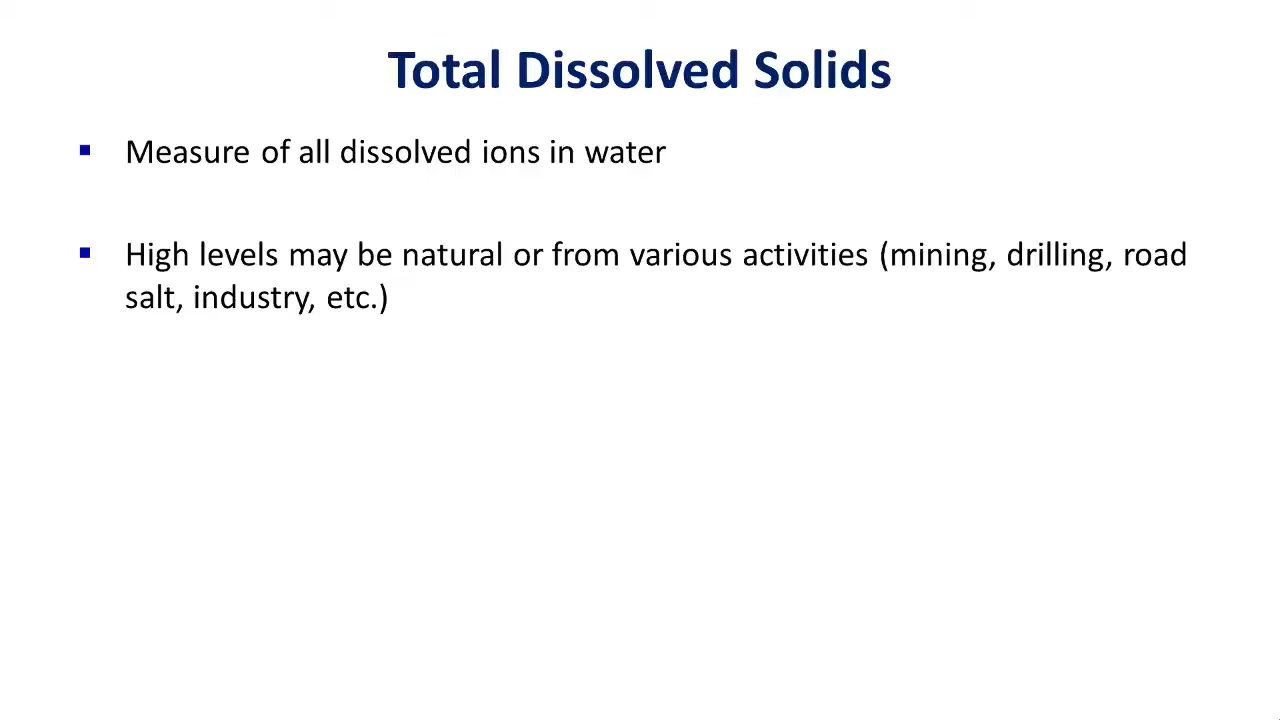 Total Dissolved Solids
▪ Measure of all dissolved ions in water
▪ High levels may be natural or from various activities (mining, drilling, road
salt, industry, etc.)